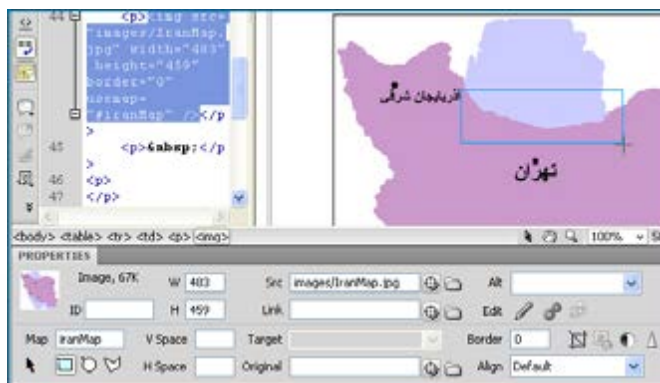 44
<p><img src=
"images/IranMap.
jpg" width="483"
height="459"
border="0"
usemap=
"#iranMap" /></p
>
45 <p>&nbsp;</p
>
46 <p>
47 </p>
آذربایجان شرقی
تهران
<body> <table> <tr> <td> <p> <img>
100%
PROPERTIES
Image, 67K W 483 Src images/IranMap.jpg Alt
ID H 459 Link Edit
Map iranMap V Space Target Border 0
H Space Original Align Default